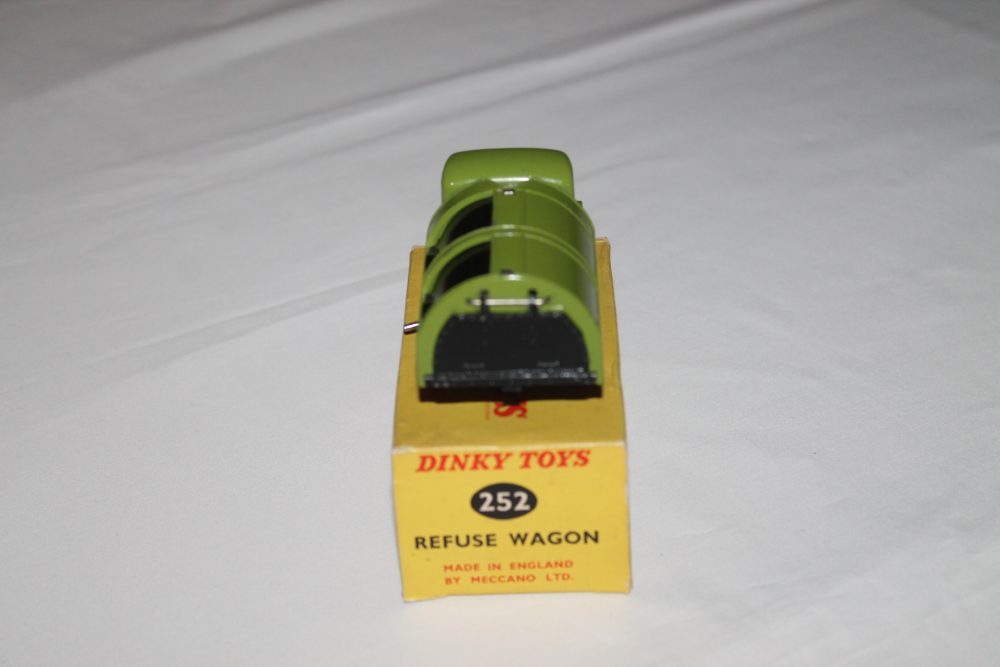 DINKY TOYS
252
REFUSE WAGON
MADE IN ENGLAND
BY MECCANO LTD.